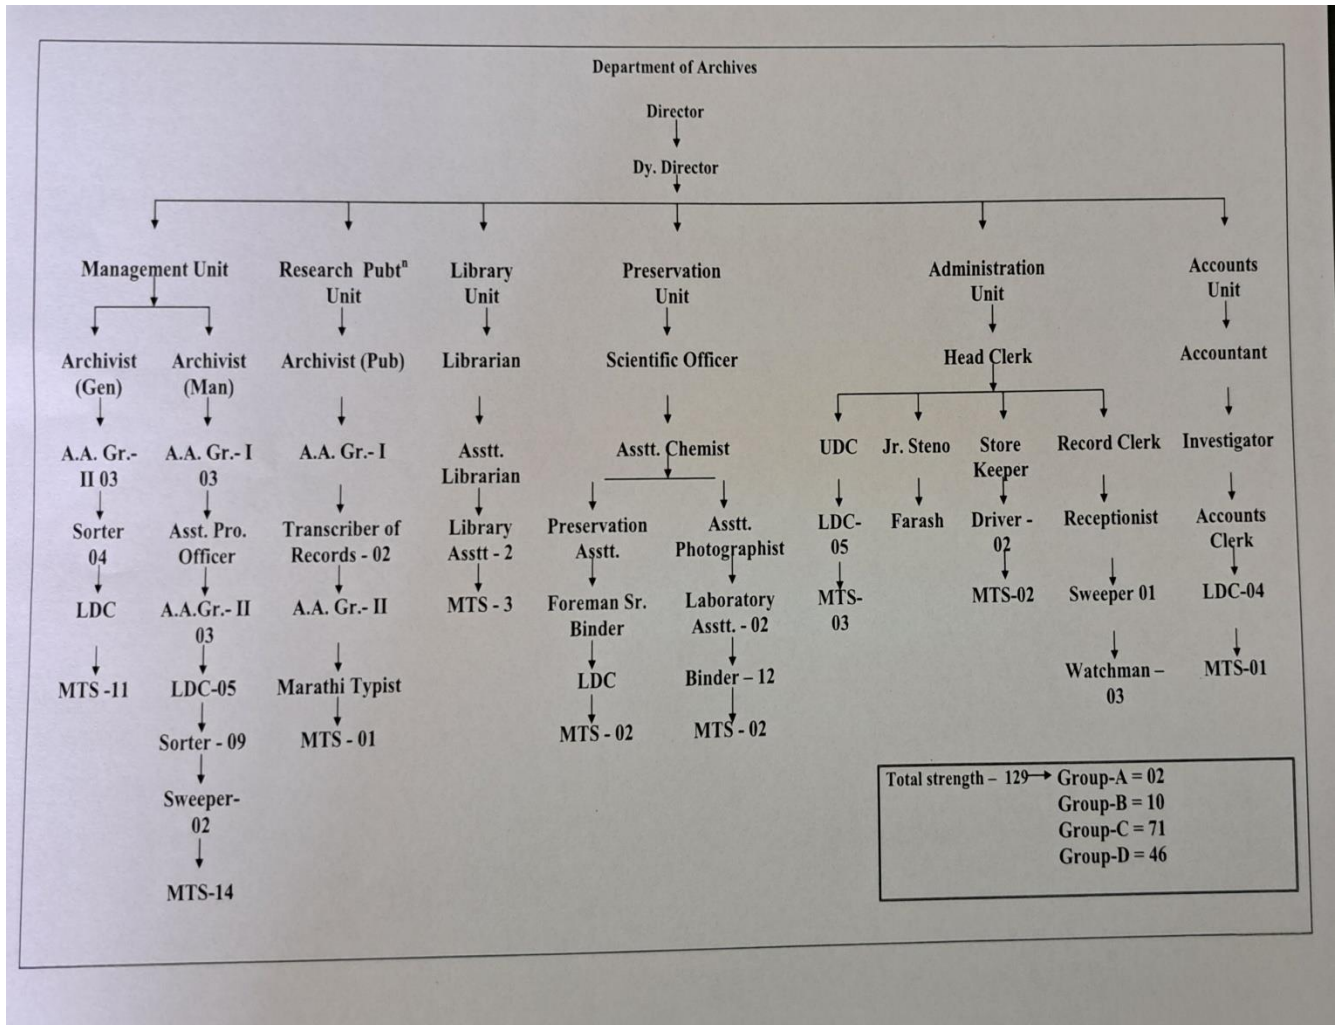 Department of Archives
Director
Dy. Director
Management Unit
Archivist
(Gen)
A.A. Gr.-
II 03
Sorter
04
LDC
MTS -11
Archivist
(Man)
A.A. Gr.- I
03
Asst. Pro.
Officer
A.A.Gr.- II
03
LDC-05
Sorter - 09
Sweeper-
02
MTS-14
Research Pubtⁿ
Unit
Archivist (Pub)
A.A. Gr.- I
Transcriber of
Records - 02
A.A. Gr.- II
Marathi Typist
MTS - 01
Library
Unit
Librarian
Asstt.
Librarian
Library
Asstt - 2
MTS - 3
Preservation
Unit
Scientific Officer
Asstt. Chemist
Preservation
Asstt.
Foreman Sr.
Binder
LDC
MTS - 02
Asstt.
Photographist
Laboratory
Asstt. - 02
Binder – 12
MTS - 02
Administration
Unit
Head Clerk
UDC
LDC-
05
MTS-
03
Jr. Steno
Farash
Store
Keeper
Driver -
02
MTS-02
Record Clerk
Receptionist
Sweeper 01
Watchman –
03
Accounts
Unit
Accountant
Investigator
Accounts
Clerk
LDC-04
MTS-01
Total strength – 129 Group-A = 02
Group-B = 10
Group-C = 71
Group-D = 46